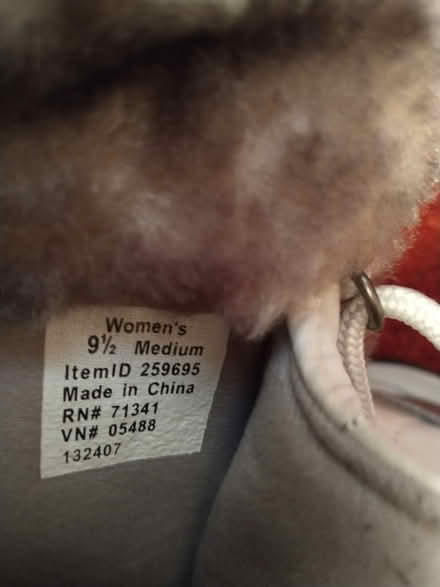 Women's
9½ Medium
ItemID 259695
Made in China
RN# 71341
VN# 05488
132407